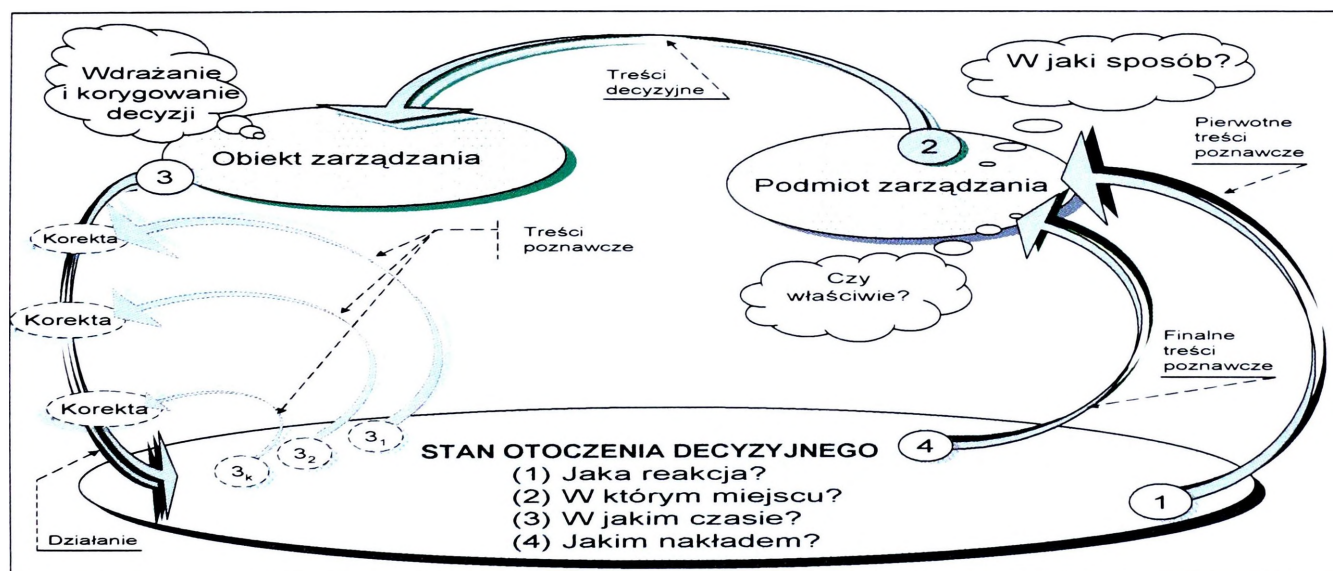 Wdrażanie
i korygowanie
decyzji
Treści
decyzyjne
W jaki sposób?
Pierwotne
treści
poznawcze
Obiekt zarządzania
2
Podmiot zarządzania
3
Korekta
Treści
poznawcze
Czy
właściwie?
Korekta
Finalne
treści
poznawcze
Korekta
3₁
3₂
3ₖ
STAN OTOCZENIA DECYZYJNEGO
4
(1) Jaka reakcja?
(2) W którym miejscu?
(3) W jakim czasie?
(4) Jakim nakładem?
1
Działanie